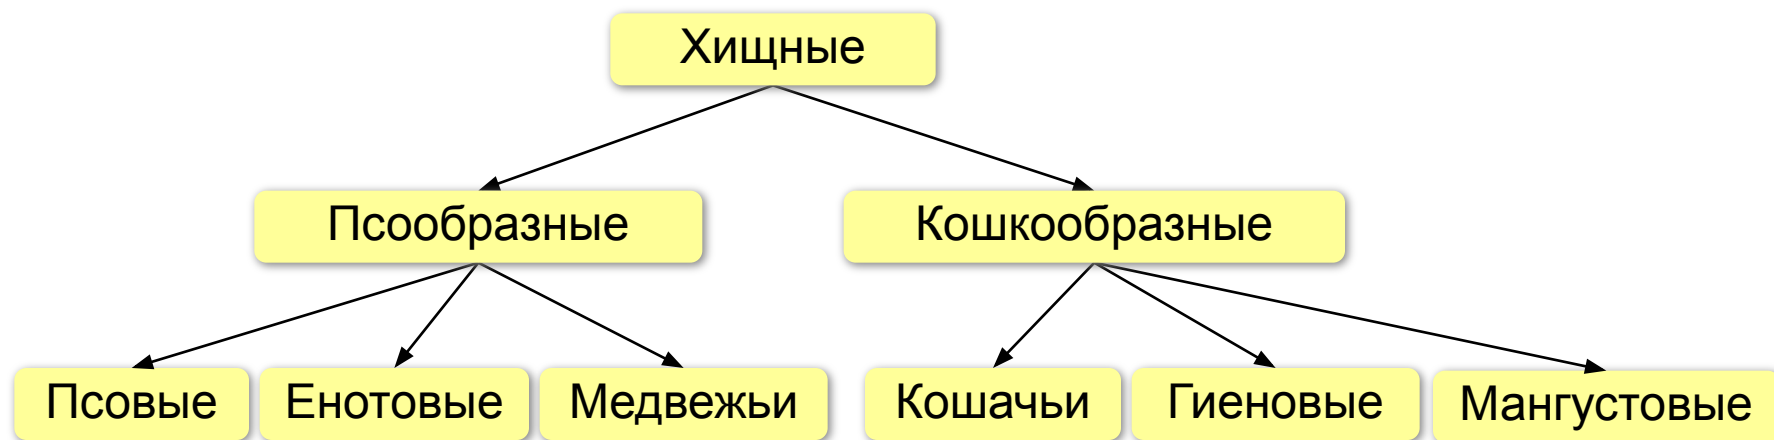 Хищные
Псообразные
Кошкообразные
Псовые
Енотовые
Медвежьи
Кошачьи
Гиеновые
Мангустовые